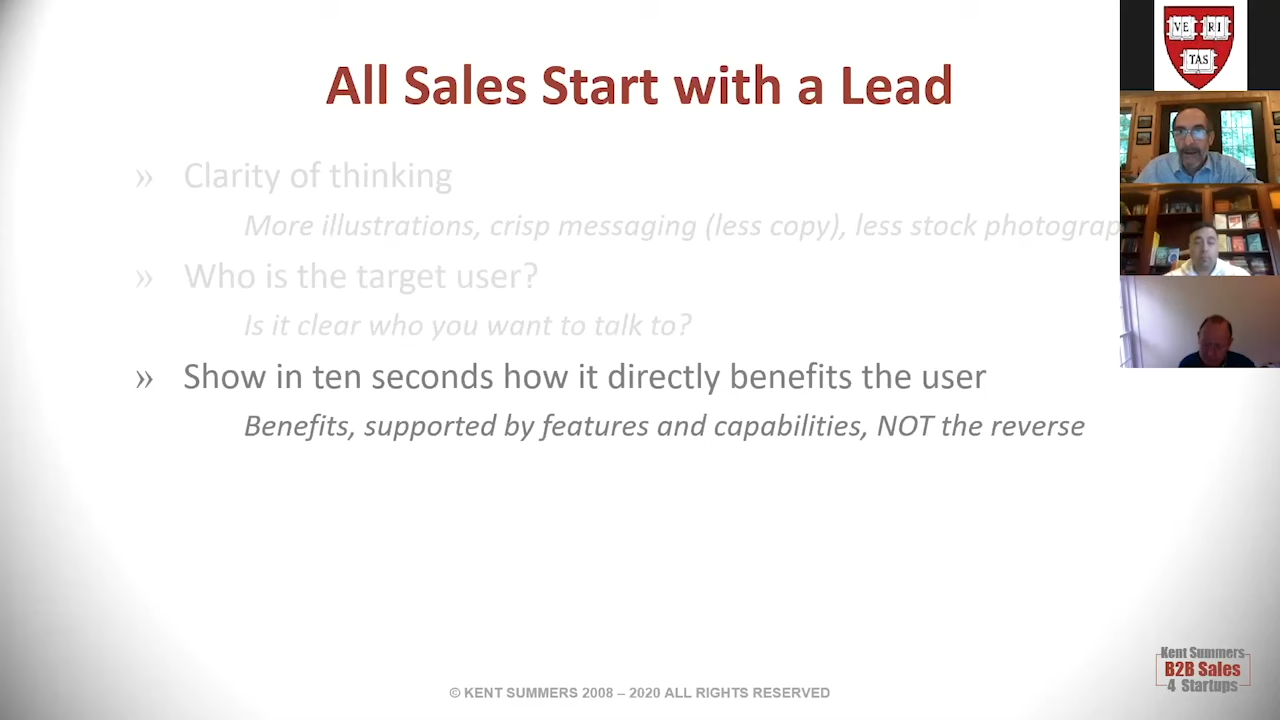 All Sales Start with a Lead
» Clarity of thinking
More illustrations, crisp messaging (less copy), less stock photograp
» Who is the target user?
Is it clear who you want to talk to?
» Show in ten seconds how it directly benefits the user
Benefits, supported by features and capabilities, NOT the reverse
VE RI
TAS
Kent Summers
B2B Sales
4 Startups
© KENT SUMMERS 2008 – 2020 ALL RIGHTS RESERVED